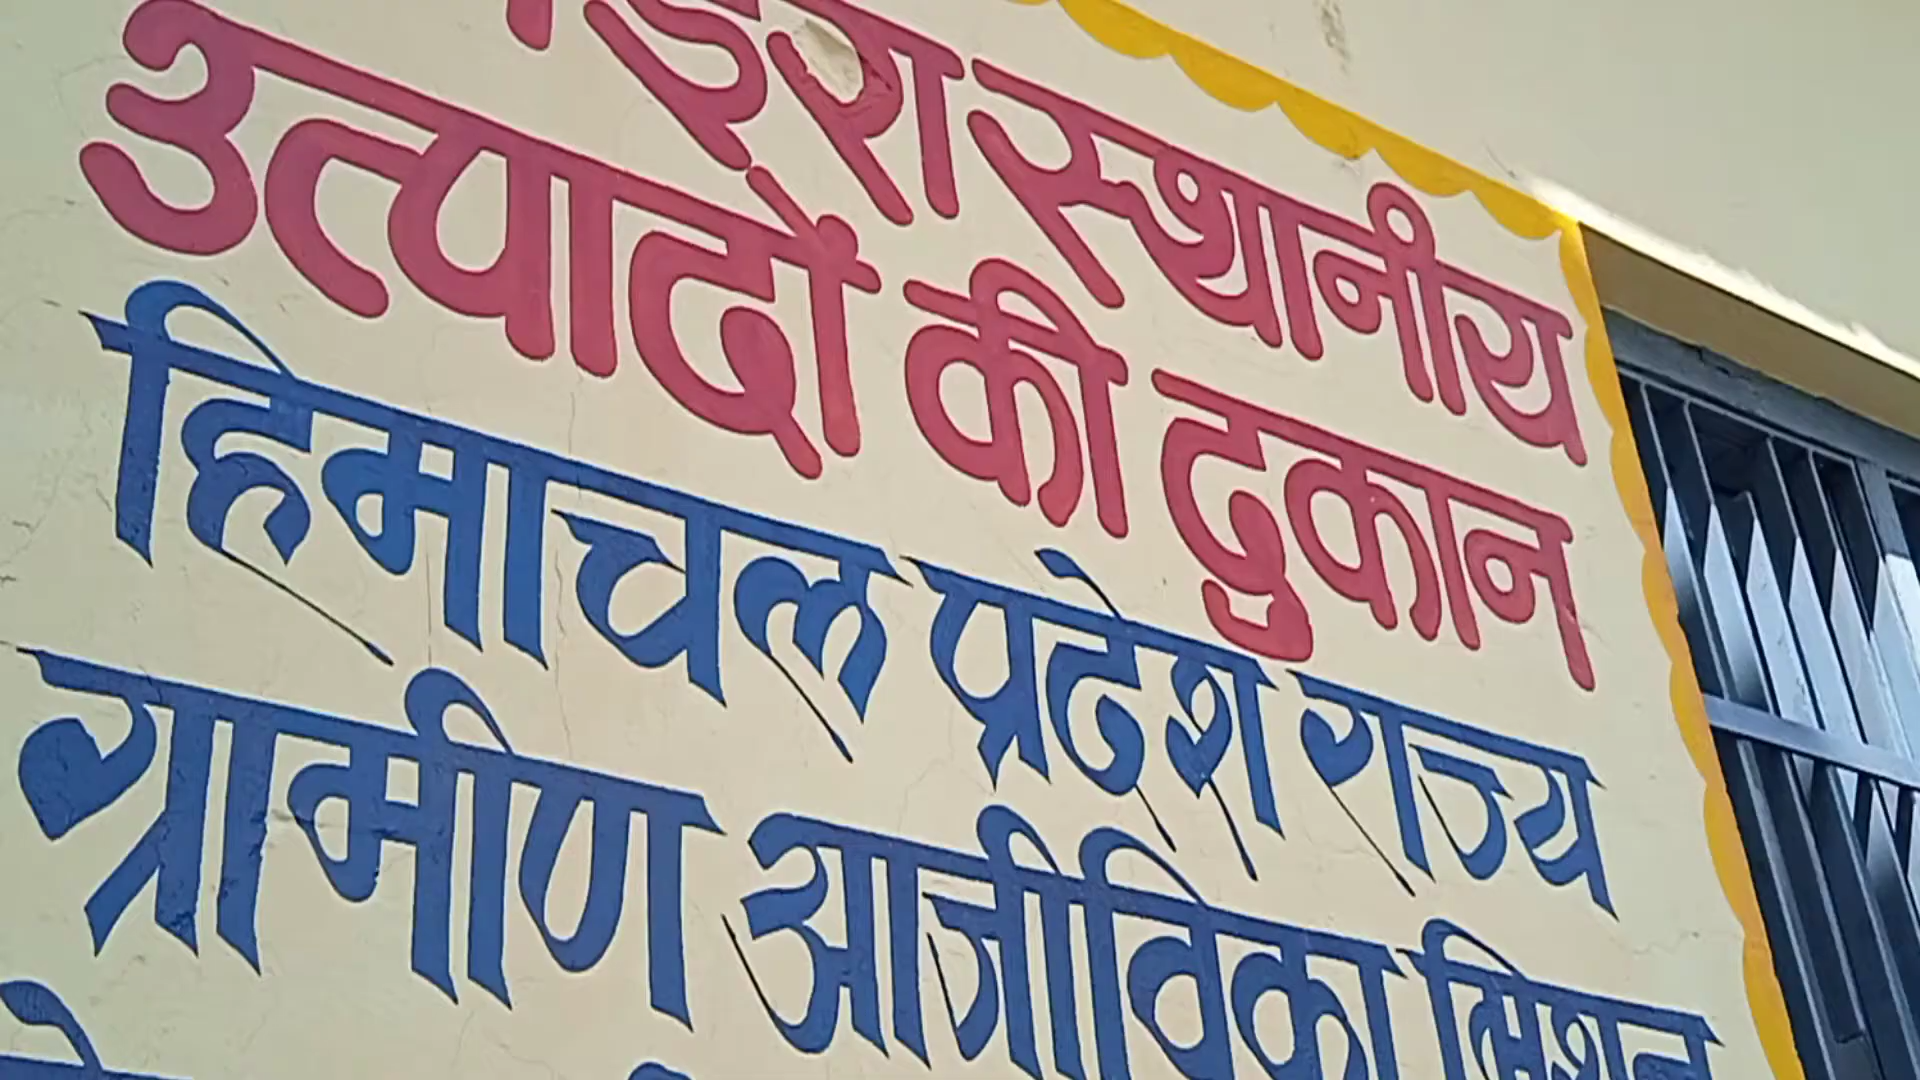 स्थानीय
उत्पादों की दुकान
हिमाचल प्रदेश राज्य
ग्रामीण आजीविका मिशन